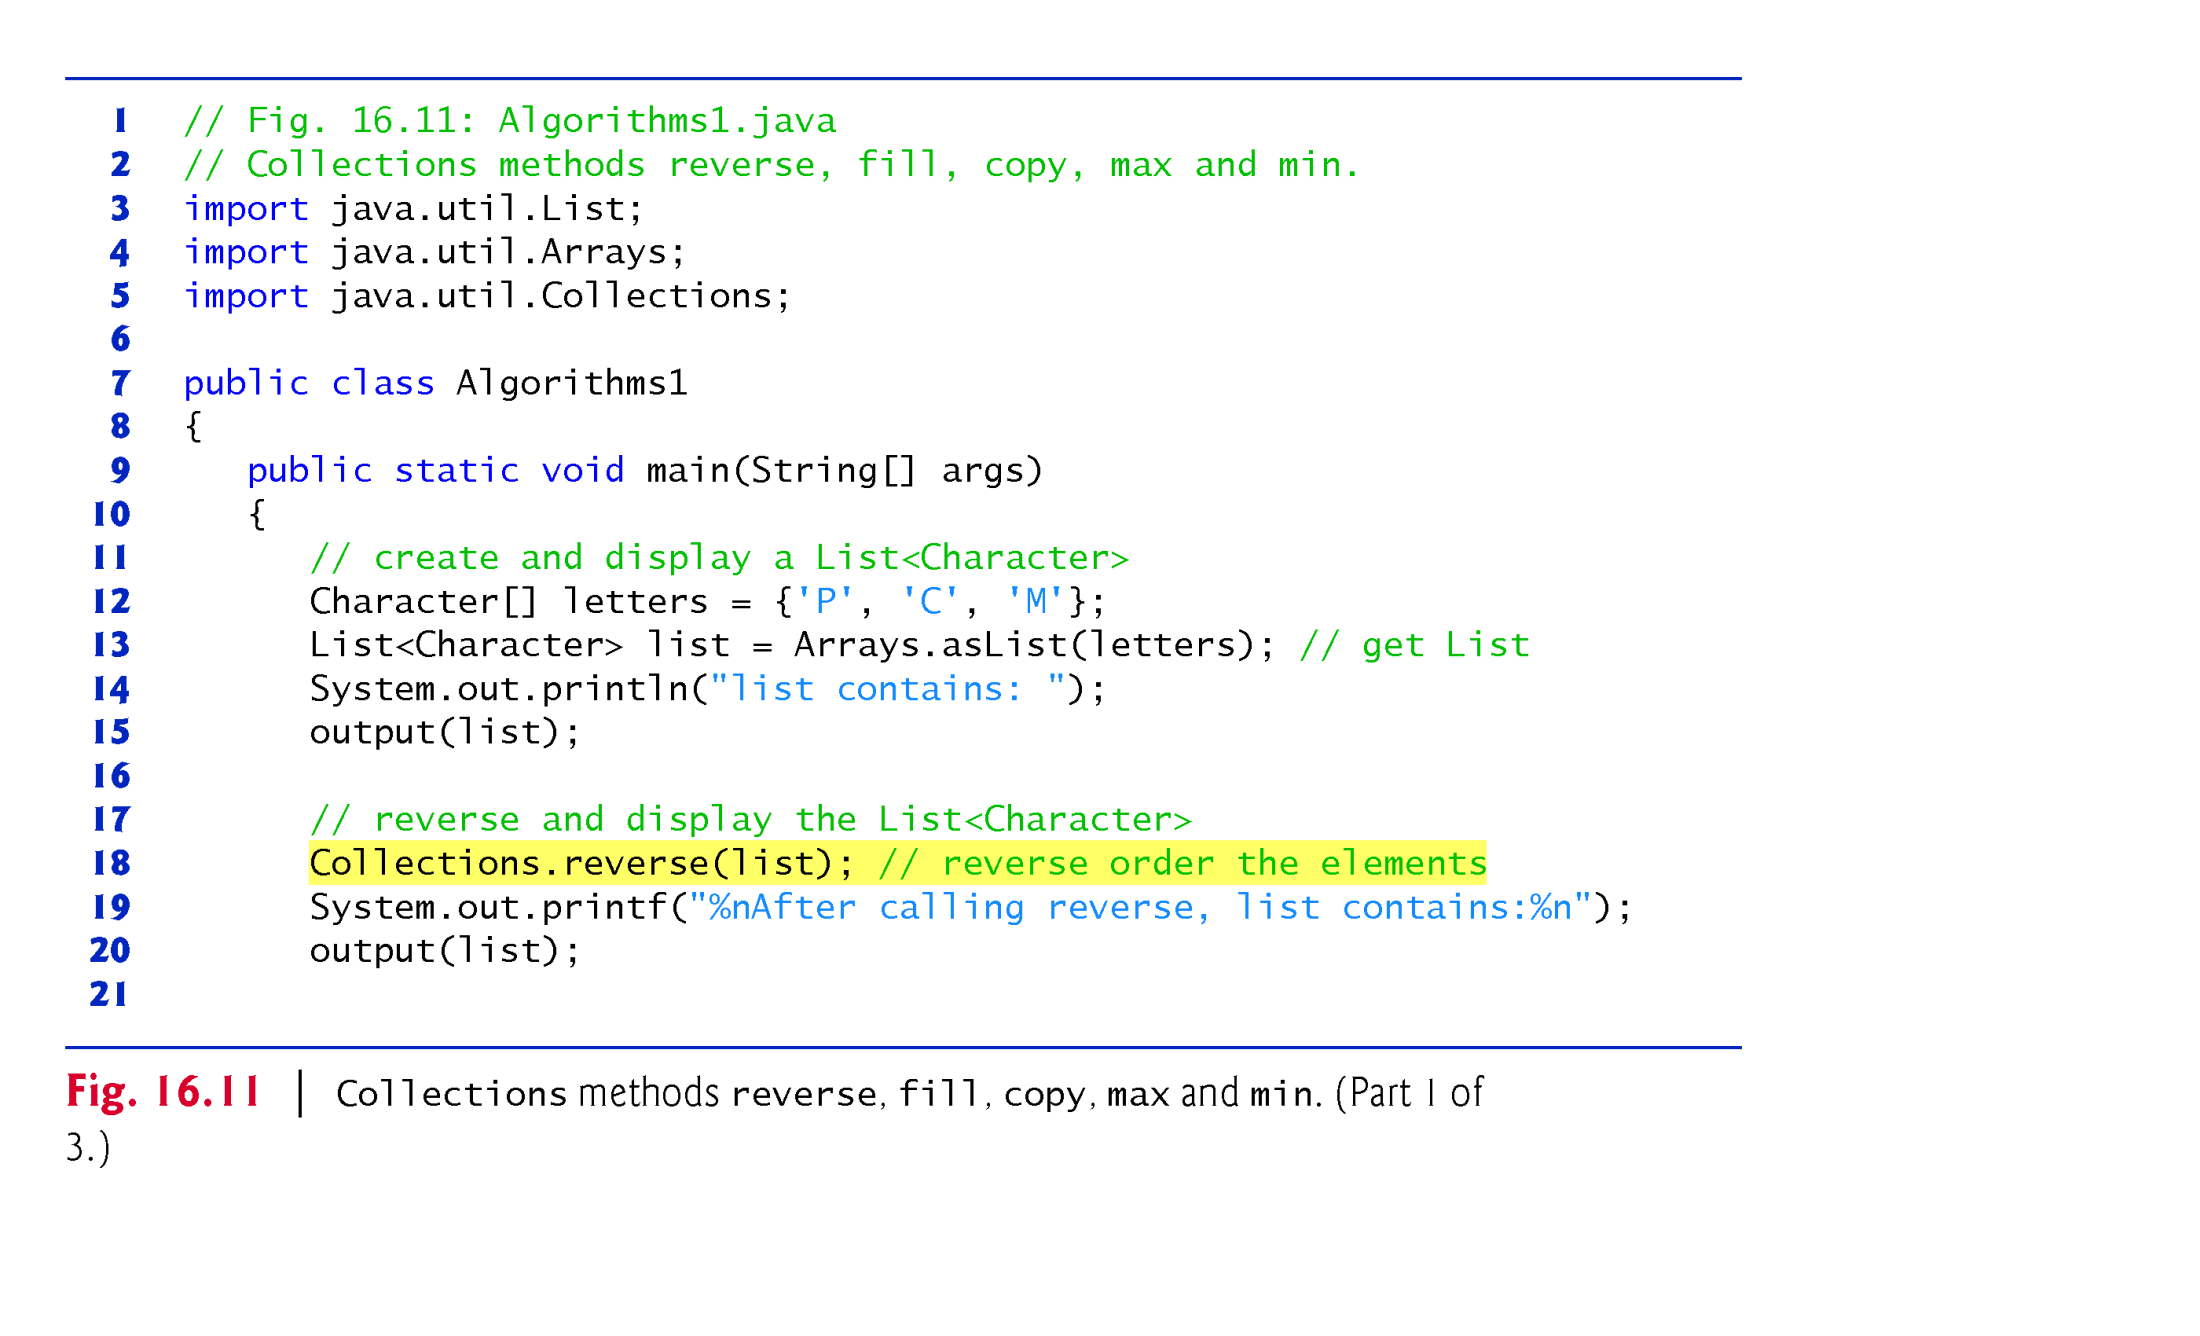 1 // Fig. 16.11: Algorithms1.java
2 // Collections methods reverse, fill, copy, max and min.
3 import java.util.List;
4 import java.util.Arrays;
5 import java.util.Collections;
6
7 public class Algorithms1
8 {
9    public static void main(String[] args)
10    {
11       // create and display a List<Character>
12       Character[] letters = {'P', 'C', 'M'};
13       List<Character> list = Arrays.asList(letters); // get List
14       System.out.println("list contains: ");
15       output(list);
16
17       // reverse and display the List<Character>
18       Collections.reverse(list); // reverse order the elements
19       System.out.printf("%nAfter calling reverse, list contains:%n");
20       output(list);
21
Fig. 16.11 | Collections methods reverse, fill, copy, max and min. (Part 1 of
3.)